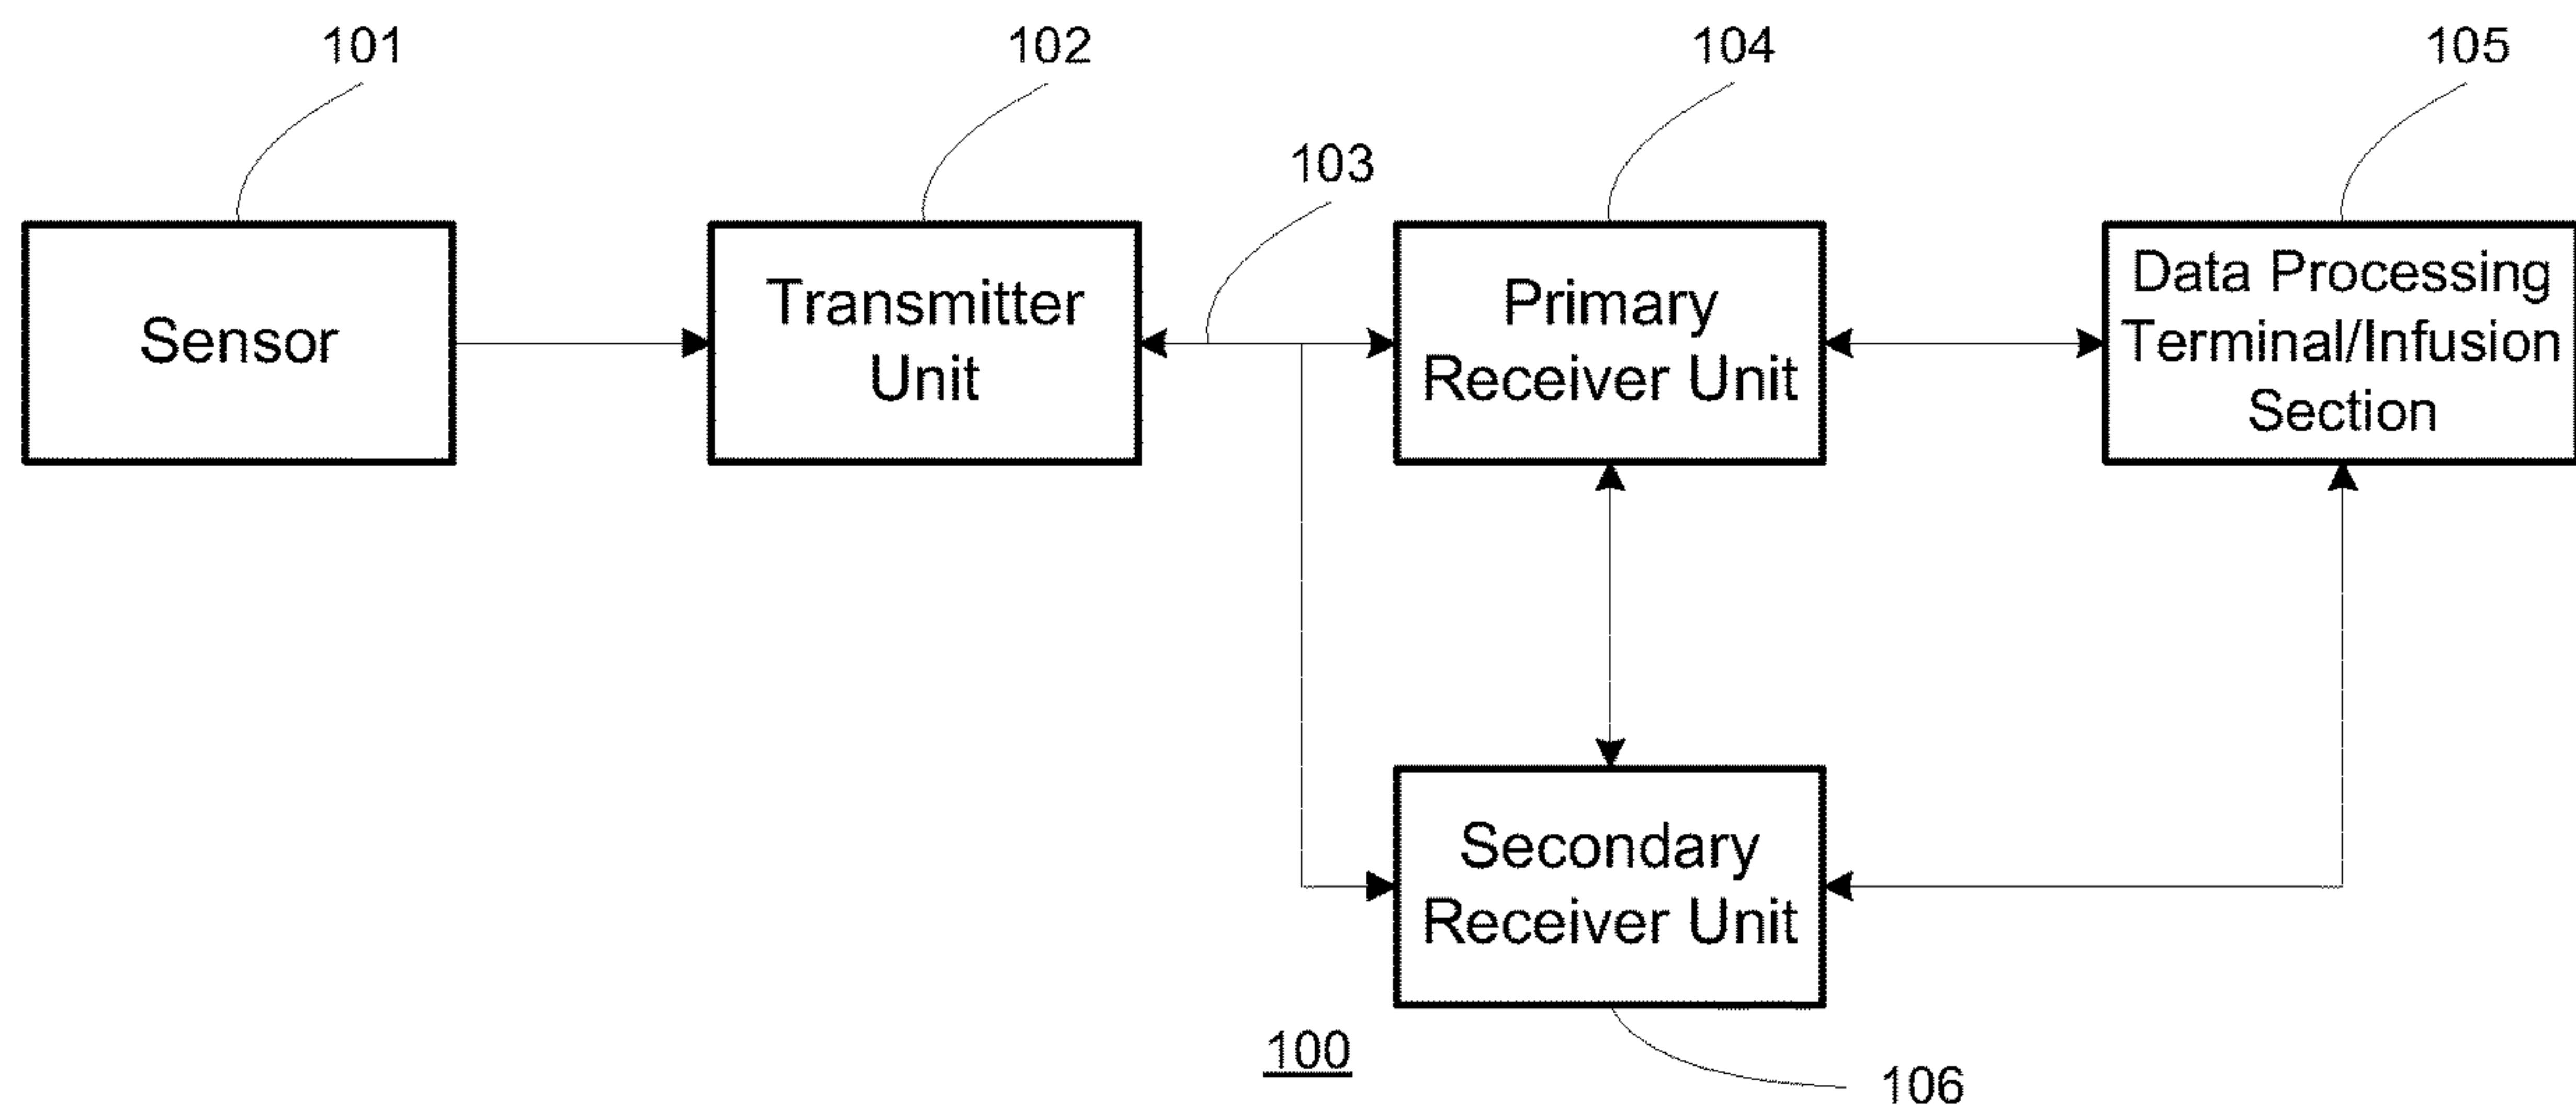 101
102
104
105
103
Sensor
Transmitter
Unit
Primary
Receiver Unit
Data Processing
Terminal/Infusion
Section
Secondary
Receiver Unit
100
106